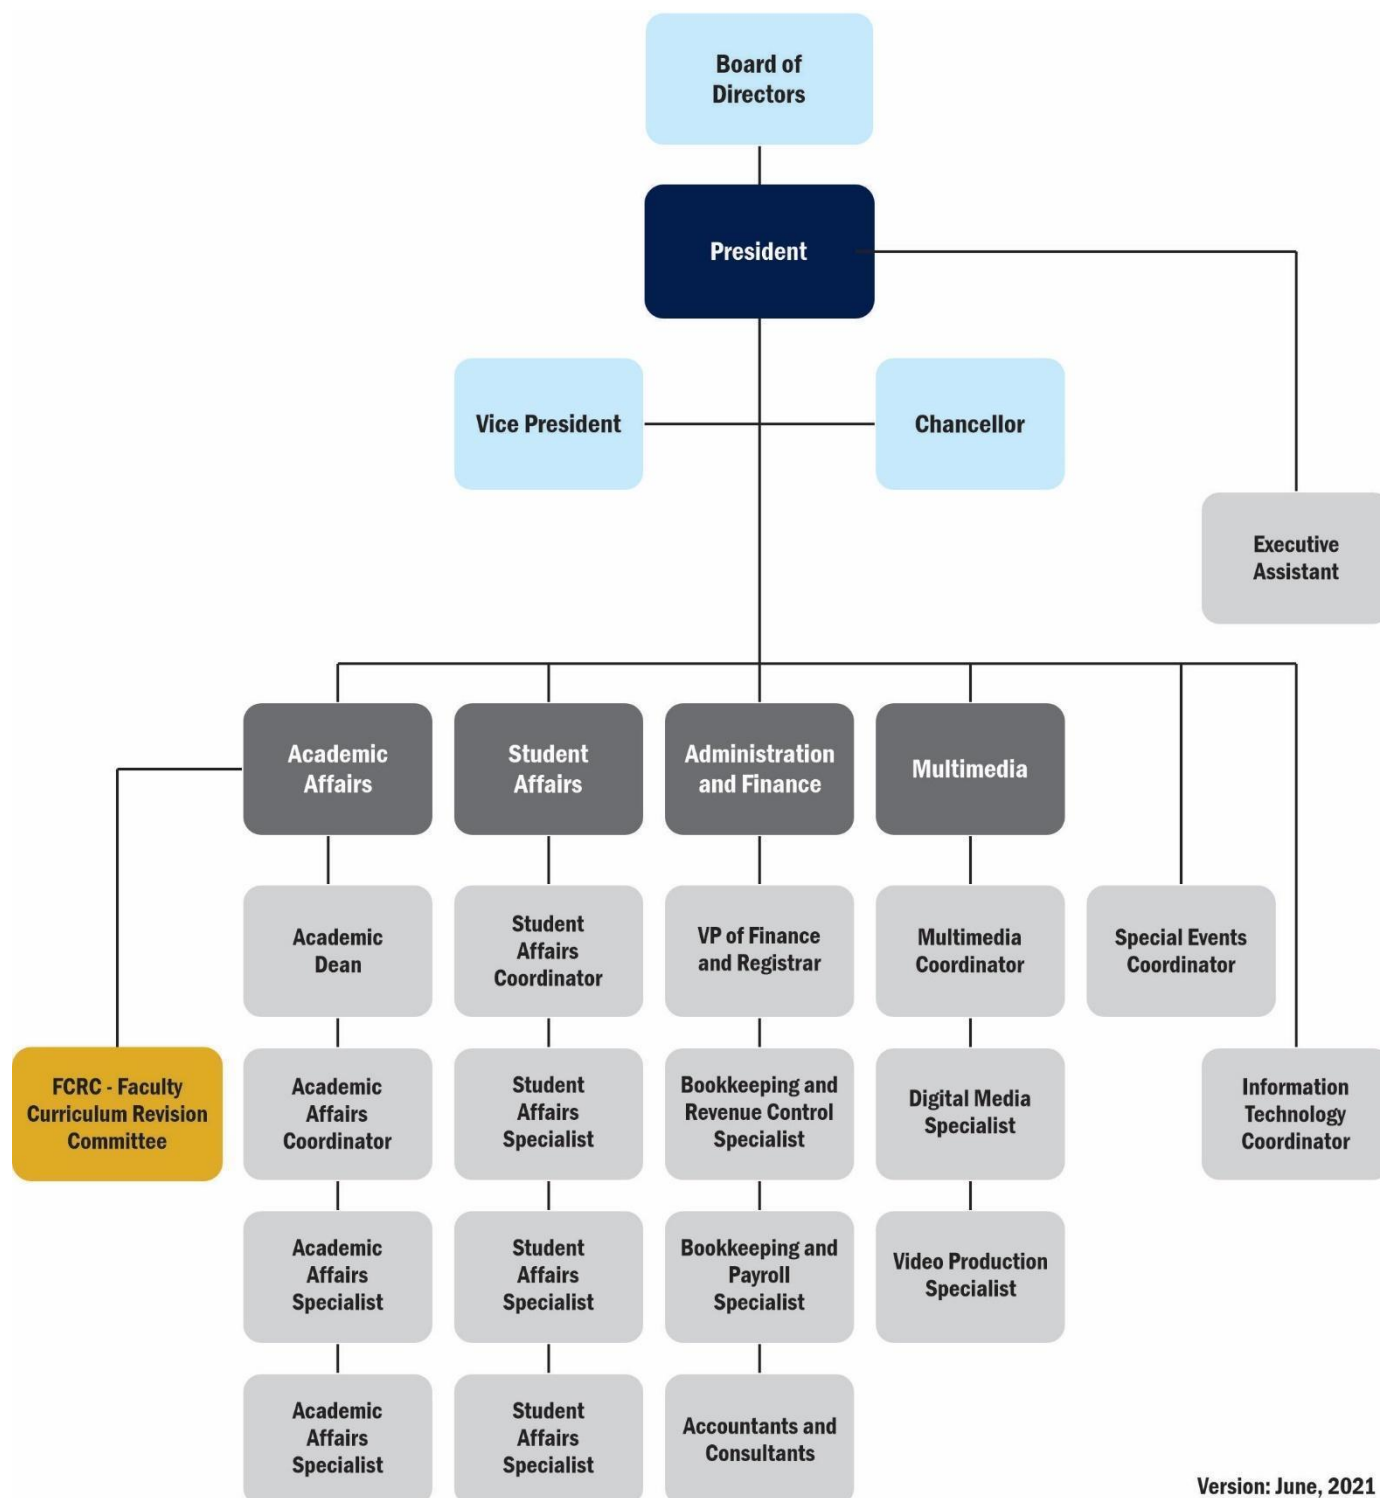 Board of
Directors
President
Vice President
Chancellor
Executive
Assistant
Academic
Affairs
Student
Affairs
Administration
and Finance
Multimedia
Academic
Dean
Student
Affairs
Coordinator
VP of Finance
and Registrar
Multimedia
Coordinator
Special Events
Coordinator
FCRC - Faculty
Curriculum Revision
Committee
Academic
Affairs
Coordinator
Student
Affairs
Specialist
Bookkeeping and
Revenue Control
Specialist
Digital Media
Specialist
Information
Technology
Coordinator
Academic
Affairs
Specialist
Student
Affairs
Specialist
Bookkeeping and
Payroll
Specialist
Video Production
Specialist
Academic
Affairs
Specialist
Student
Affairs
Specialist
Accountants and
Consultants
Version: June, 2021